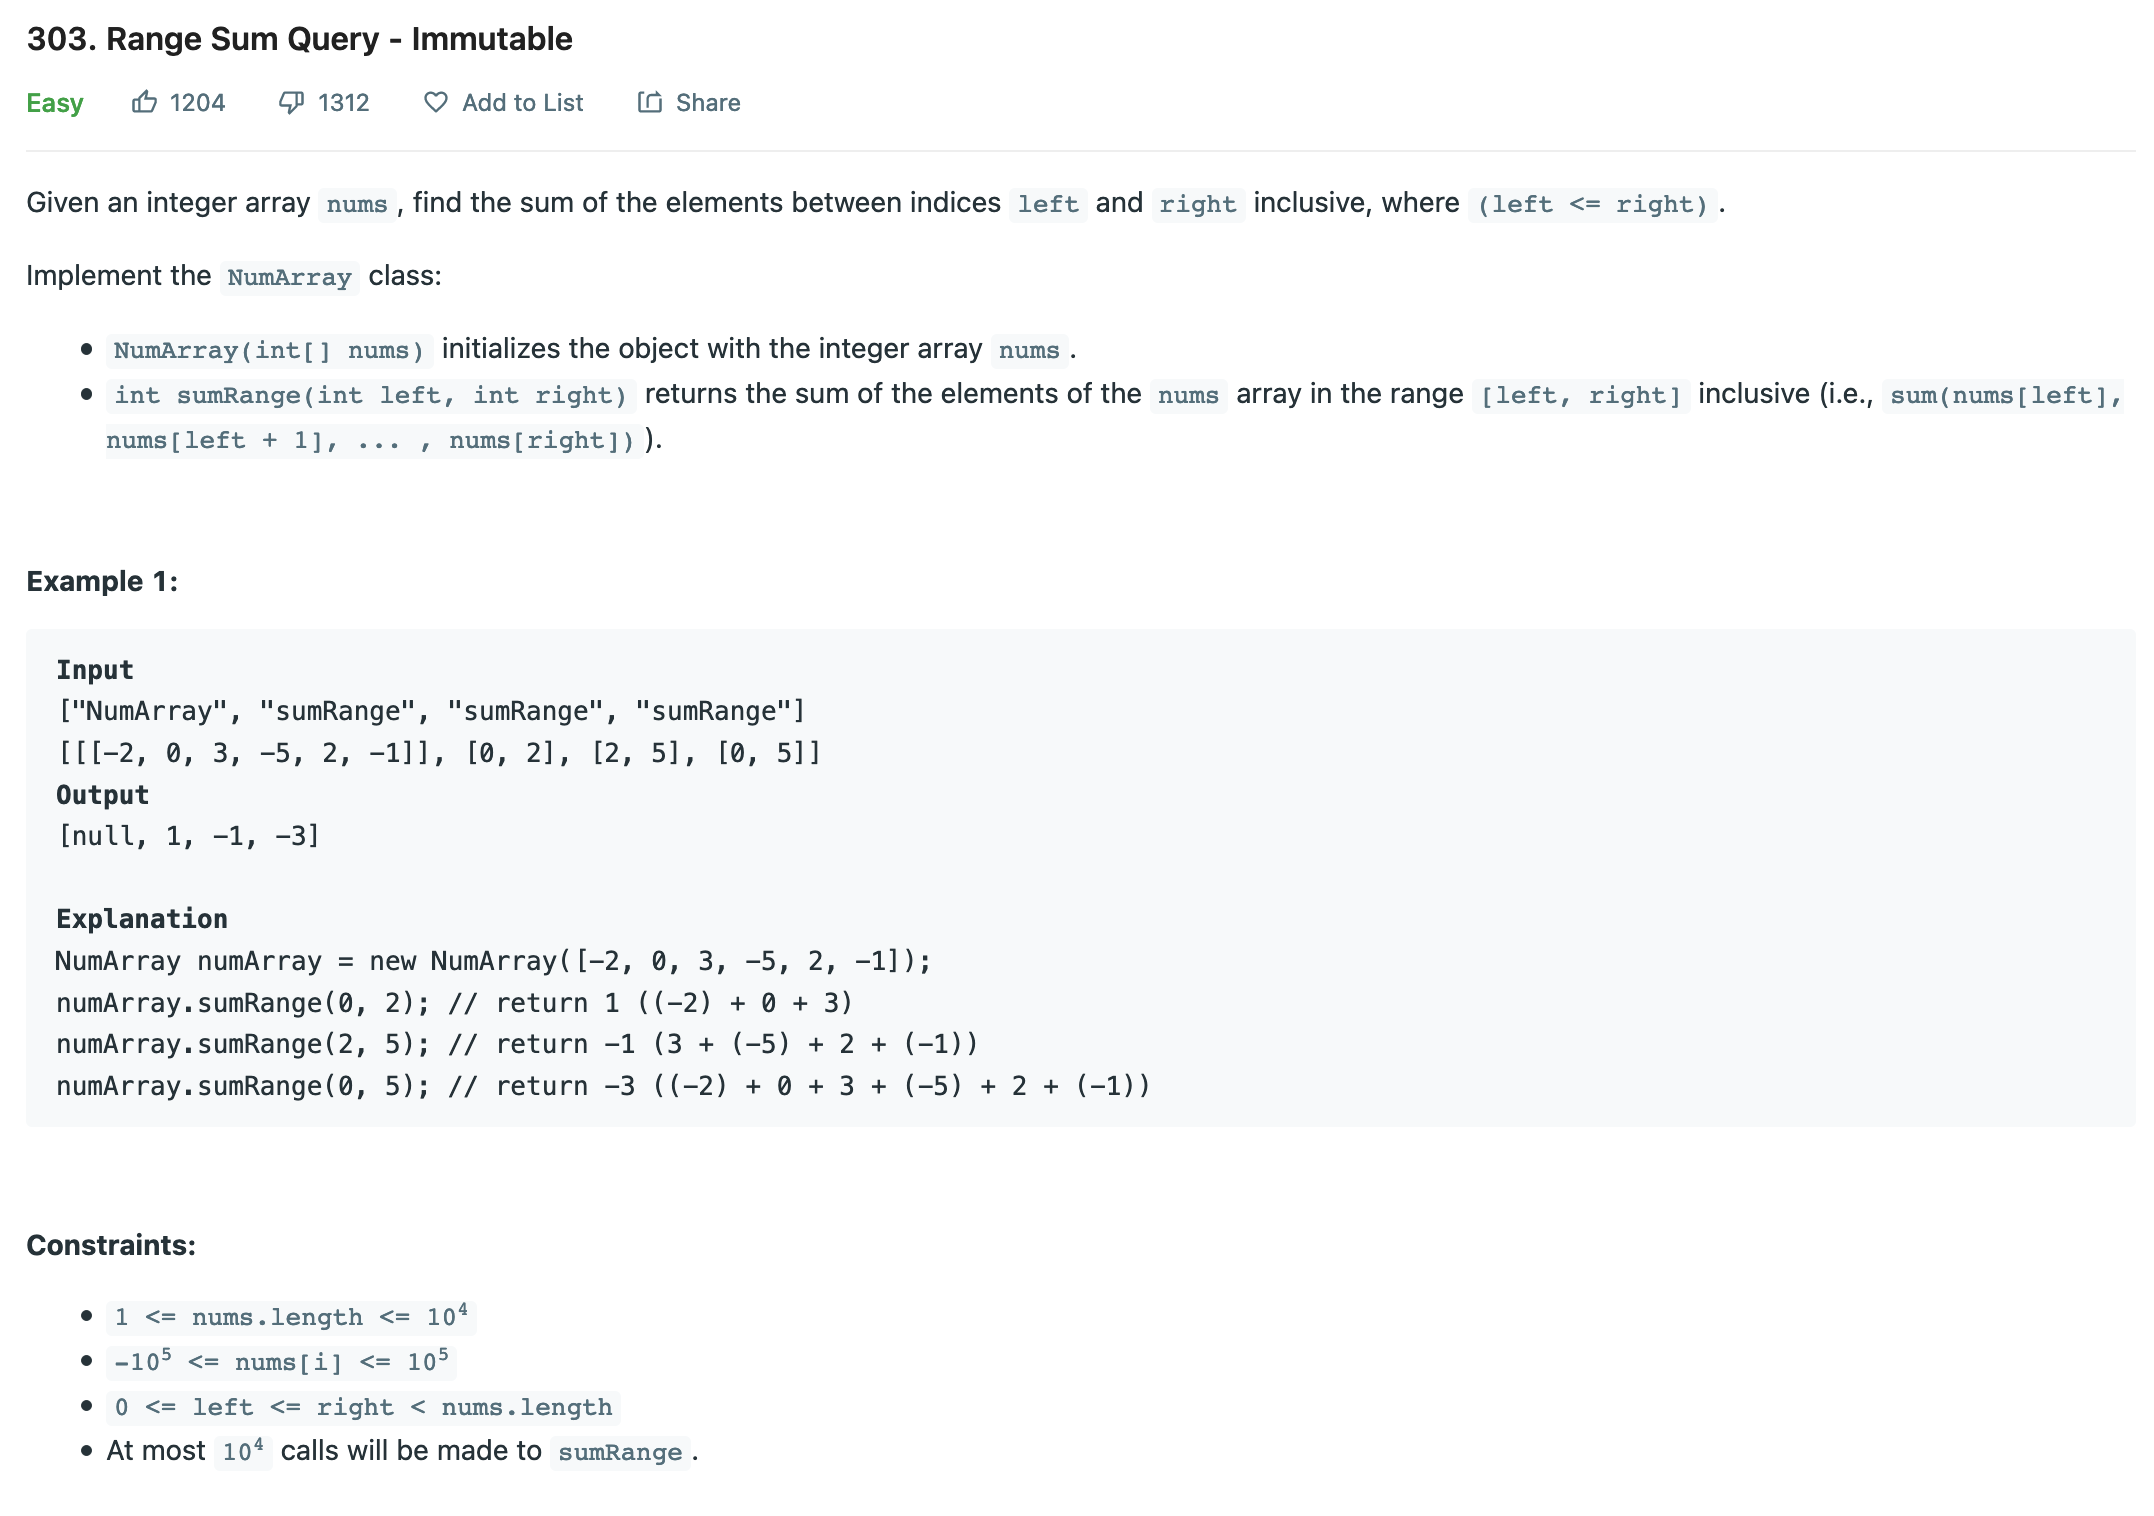 303. Range Sum Query - Immutable
Easy 1204 1312 Add to List Share
Given an integer array nums, find the sum of the elements between indices left and right inclusive, where (left <= right).
Implement the NumArray class:
• NumArray(int[] nums) initializes the object with the integer array nums.
• int sumRange(int left, int right) returns the sum of the elements of the nums array in the range [left, right] inclusive (i.e., sum(nums[left],
nums[left + 1], ... , nums[right])).
Example 1:
Input
["NumArray", "sumRange", "sumRange", "sumRange"]
[[[-2, 0, 3, -5, 2, -1]], [0, 2], [2, 5], [0, 5]]
Output
[null, 1, -1, -3]
Explanation
NumArray numArray = new NumArray([-2, 0, 3, -5, 2, -1]);
numArray.sumRange(0, 2); // return 1 ((-2) + 0 + 3)
numArray.sumRange(2, 5); // return -1 (3 + (-5) + 2 + (-1))
numArray.sumRange(0, 5); // return -3 ((-2) + 0 + 3 + (-5) + 2 + (-1))
Constraints:
• 1 <= nums.length <= 10⁴
• -10⁵ <= nums[i] <= 10⁵
• 0 <= left <= right < nums.length
• At most 10⁴ calls will be made to sumRange.